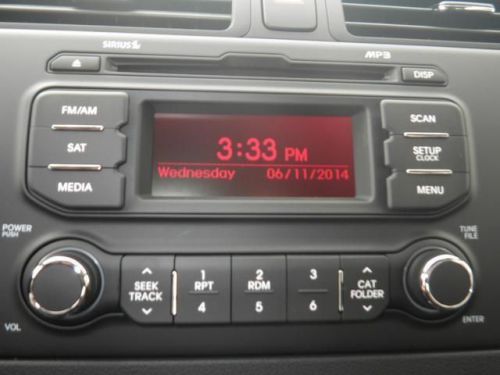 SIRIUS
MP3
DISP
FM/AM
SAT
MEDIA
3:33 PM
Wednesday 06/11/2014
SCAN
SETUP
CLOCK
MENU
POWER
PUSH
VOL
SEEK
TRACK
1 RPT 4
2 RDM 5
3 6
CAT
FOLDER
TUNE
FILE
ENTER